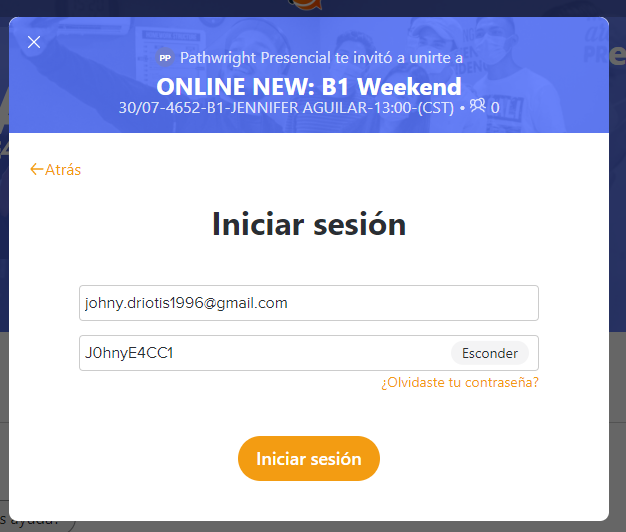 PP Pathwright Presencial te invitó a unirte a
ONLINE NEW: B1 Weekend
30/07-4652-B1-JENNIFER AGUILAR-13:00-(CST) • 0
←Atrás
Iniciar sesión
johny.driotis1996@gmail.com
J0hnyE4CC1
Esconder
¿Olvidaste tu contraseña?
Iniciar sesión
ayuda?